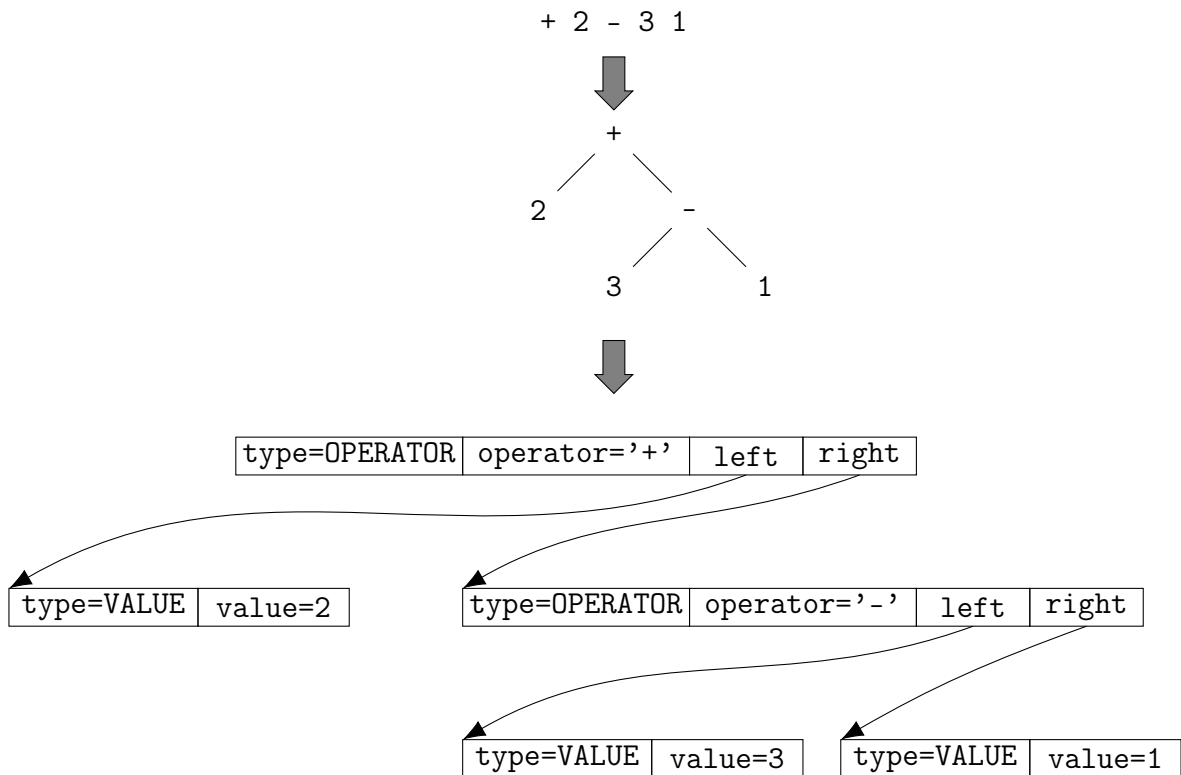 + 2 - 3 1
+
2 -
3 1
type=OPERATOR operator='+' left right
type=VALUE value=2 type=OPERATOR operator='-' left right
type=VALUE value=3 type=VALUE value=1